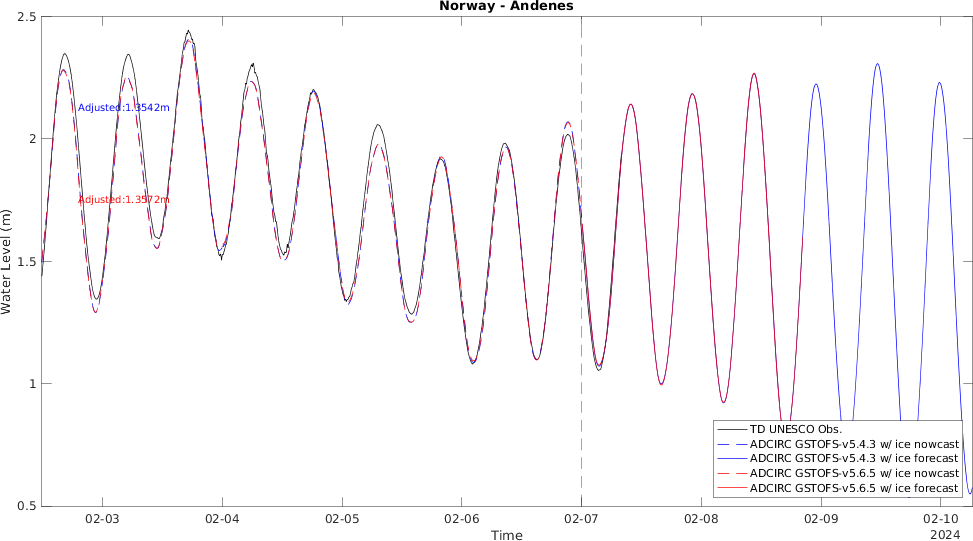 Norway - Andenes
2.5
2
1.5
1
0.5
Water Level (m)
Adjusted:1.3542m
Adjusted:1.3572m
TD UNESCO Obs.
ADCIRC GSTOFS-v5.4.3 w/ ice nowcast
ADCIRC GSTOFS-v5.4.3 w/ ice forecast
ADCIRC GSTOFS-v5.6.5 w/ ice nowcast
ADCIRC GSTOFS-v5.6.5 w/ ice forecast
02-03 02-04 02-05 02-06 02-07 02-08 02-09 02-10
Time
2024